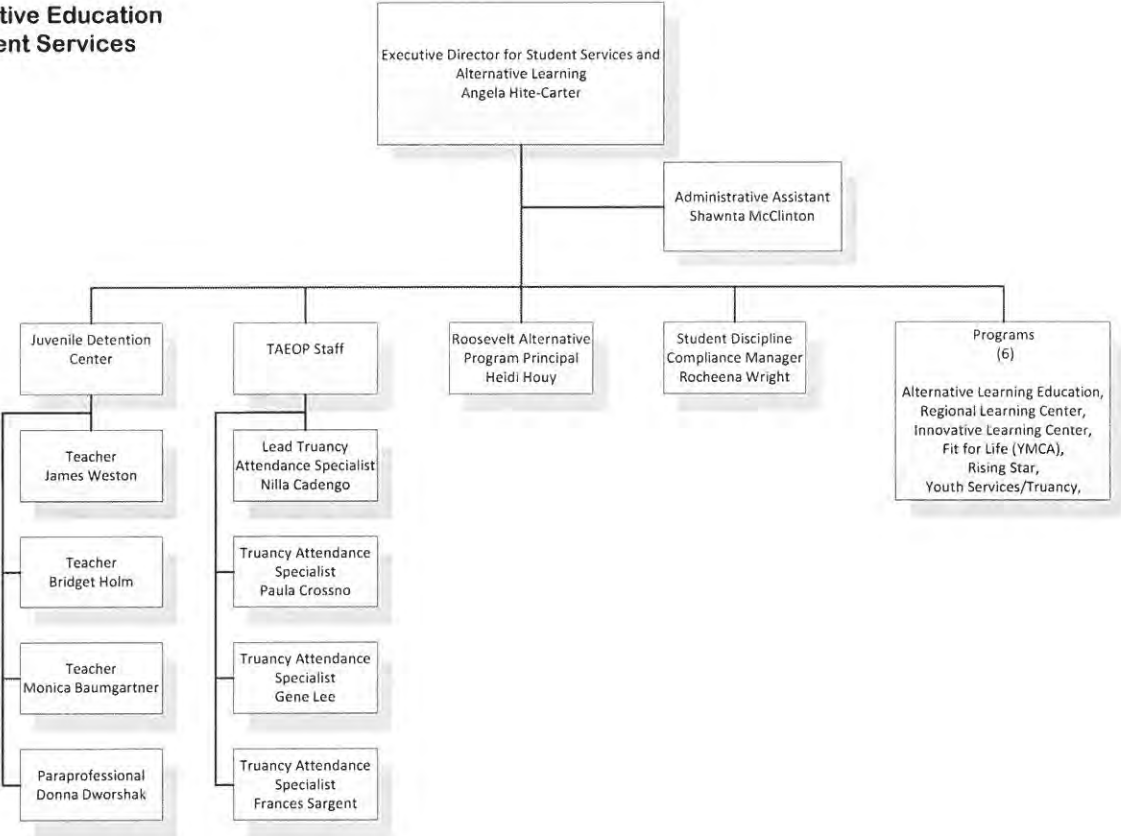 tive Education
ent Services
Executive Director for Student Services and
Alternative Learning
Angela Hite-Carter
Administrative Assistant
Shawnta McClinton
Juvenile Detention
Center
TAEOP Staff
Roosevelt Alternative
Program Principal
Heidi Houy
Student Discipline
Compliance Manager
Rocheena Wright
Programs
(6)
Alternative Learning Education,
Regional Learning Center,
Innovative Learning Center,
Fit for Life (YMCA),
Rising Star,
Youth Services/Truancy,
Teacher
James Weston
Lead Truancy
Attendance Specialist
Nilla Cadengo
Teacher
Bridget Holm
Truancy Attendance
Specialist
Paula Crossno
Teacher
Monica Baumgartner
Truancy Attendance
Specialist
Gene Lee
Paraprofessional
Donna Dworshak
Truancy Attendance
Specialist
Frances Sargent